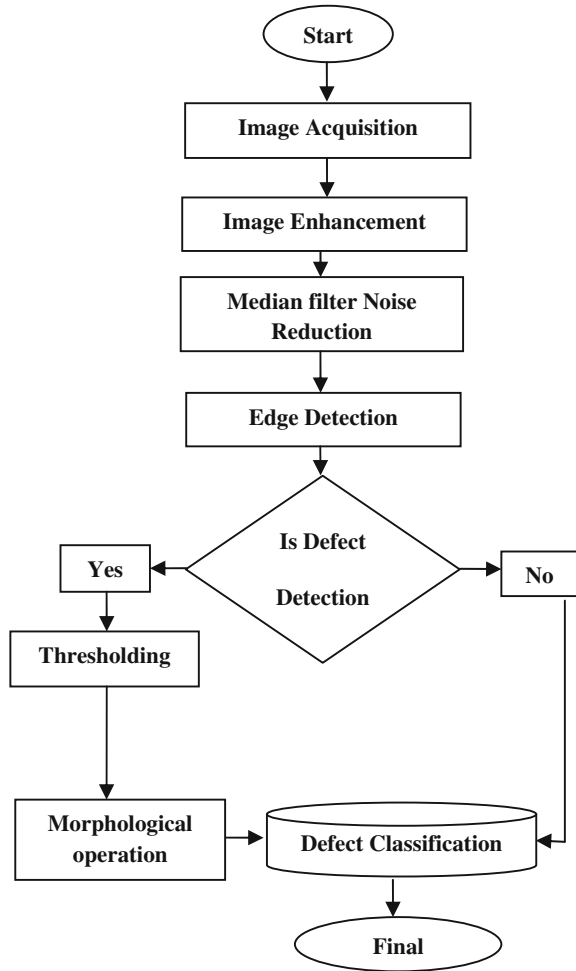 Start
Image Acquisition
Image Enhancement
Median filter Noise
Reduction
Edge Detection
Is Defect
Detection
Yes
No
Thresholding
Morphological
operation
Defect Classification
Final